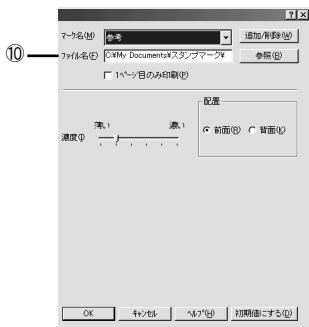 マーク名(M) 参考 追加/削除(W)
⑩ ファイル名(F) C:¥My Documents¥スタンプマーク¥ 参照(B)
1ページ目のみ印刷(P)
配置
薄い 濃い
濃度(I) 前面(R) 背面(K)
OK キャンセル ヘルプ(H) 初期値にする(D)